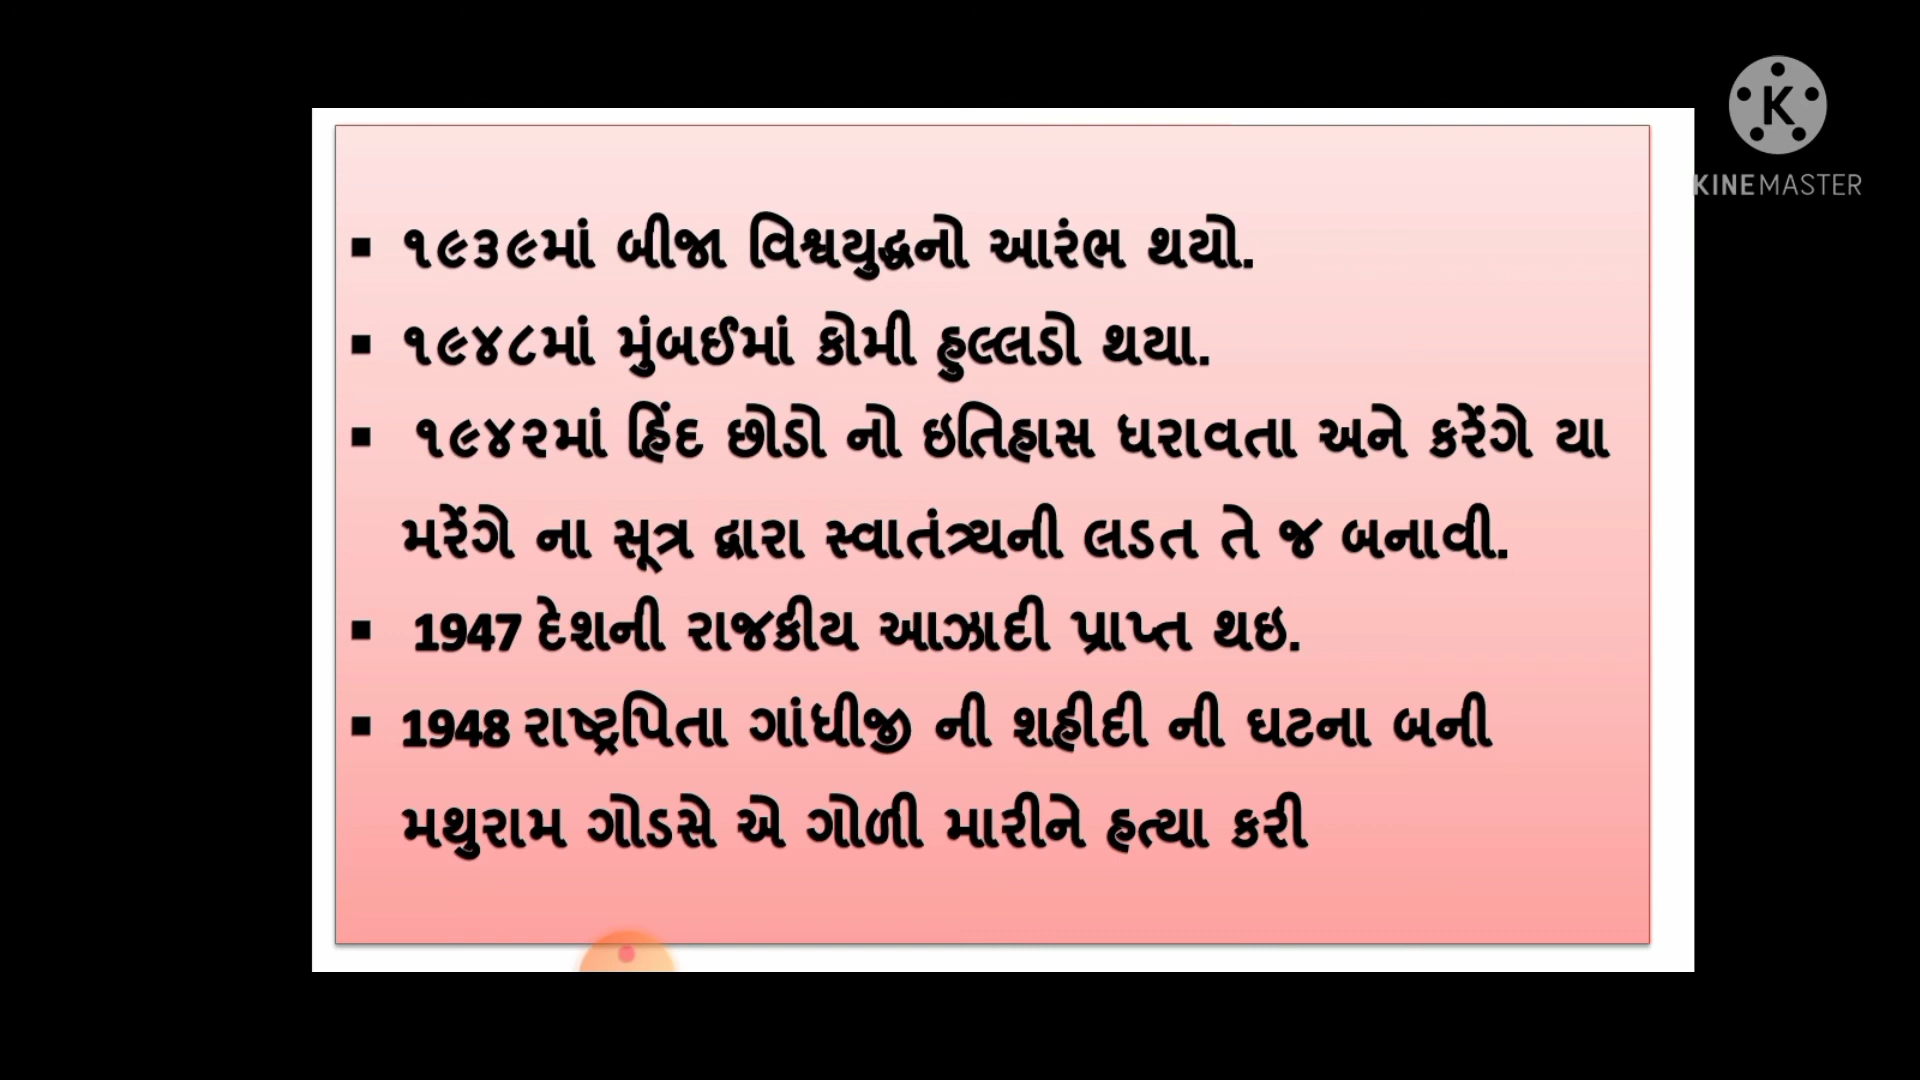 ▪ ૧૯૩૯માં બીજા વિશ્વયુદ્ધનો આરંભ થયો.
▪ ૧૯૪૮માં મુંબઈમાં કોમી હુલ્લડો થયા.
▪ ૧૯૪૨માં હિંદ છોડો નો ઇતિહાસ ધરાવતા અને કરેંગે યા
મરેંગે ના સૂત્ર દ્વારા સ્વાતંત્ર્યની લડત તે જ બનાવી.
▪ 1947 દેશની રાજકીય આઝાદી પ્રાપ્ત થઇ.
▪ 1948 રાષ્ટ્રપિતા ગાંધીજી ની શહીદી ની ઘટના બની
મથુરામ ગોડસે એ ગોળી મારીને હત્યા કરી
K
KINEMASTER